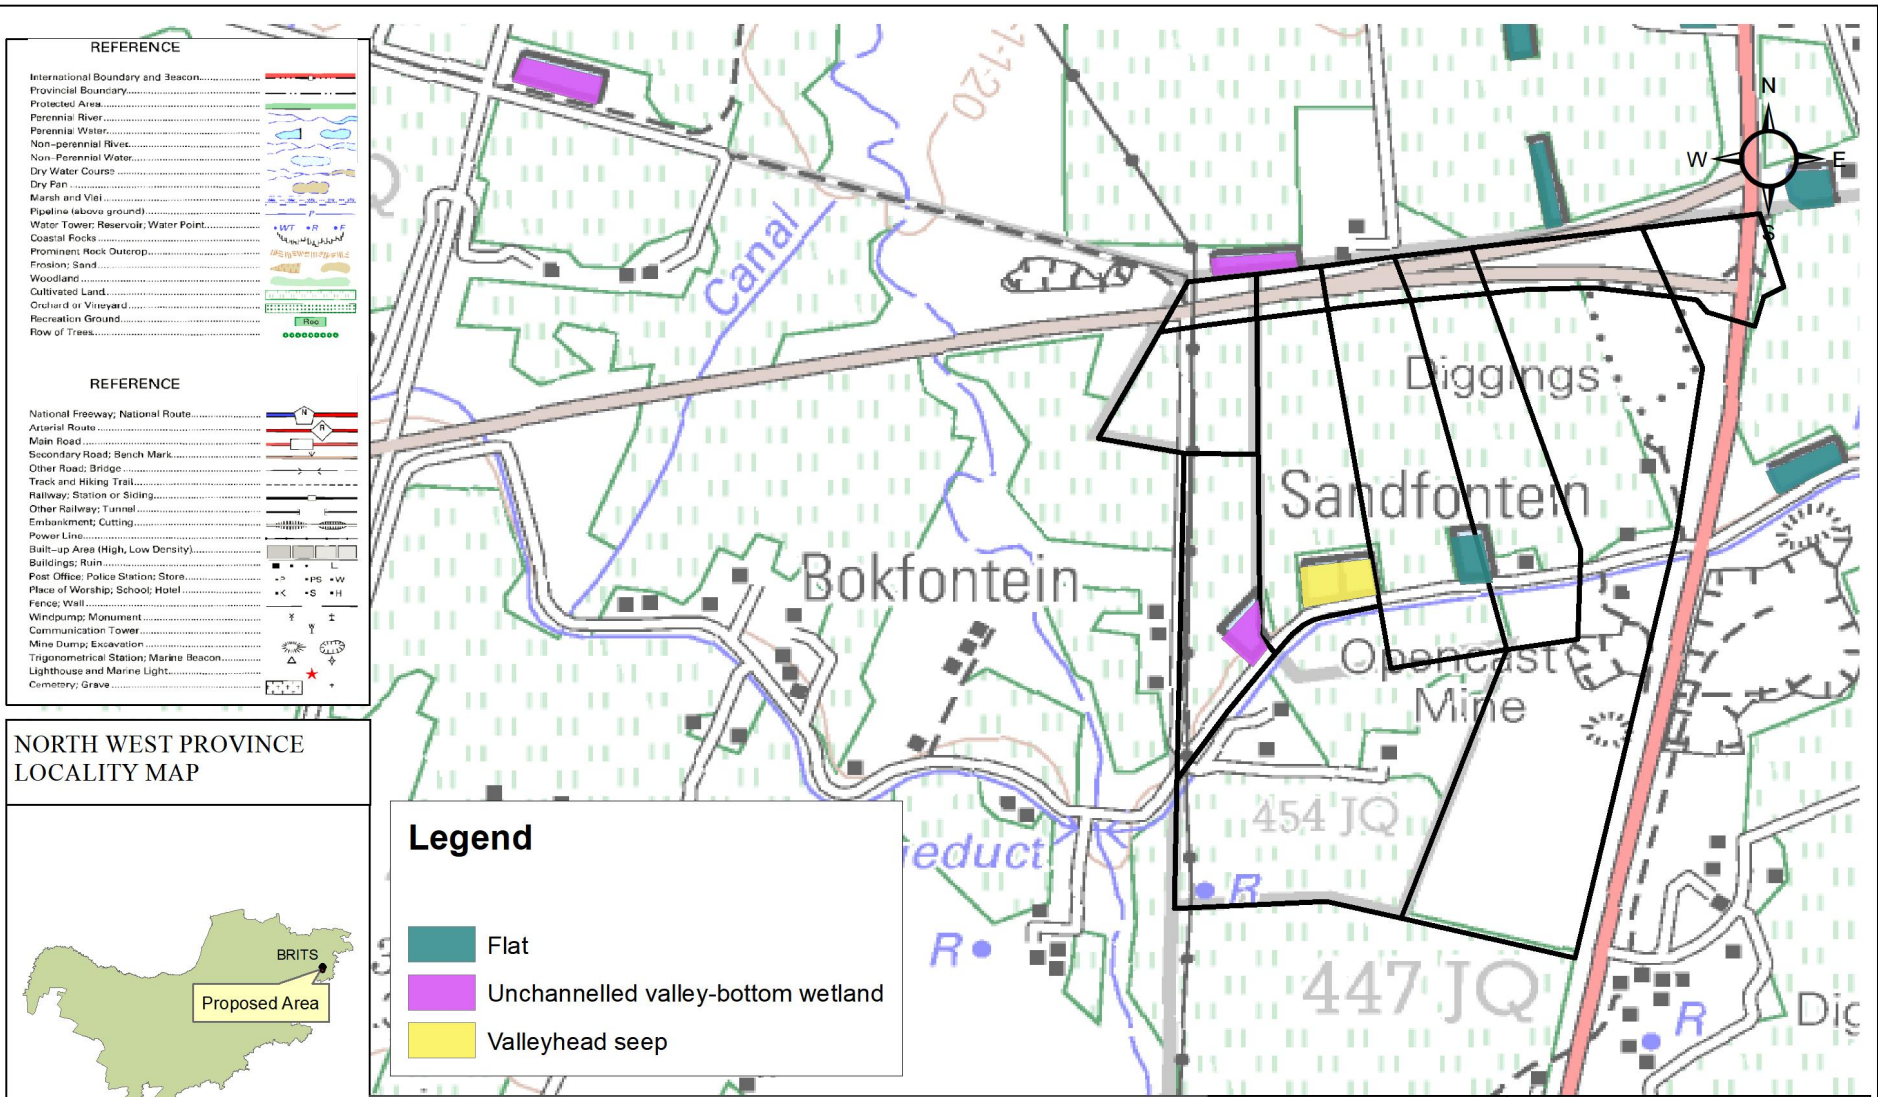 REFERENCE
International Boundary and Beacon
Provincial Boundary
Protected Area
Perennial River
Perennial Water
Non-perennial River
Non-Perennial Water
Dry Water Course
Dry Pan
Marsh and Vlei
Pipeline (above ground)
P
Water Tower; Reservoir; Water Point
WT R F
Coastal Rocks
Prominent Rock Outcrop
Erosion; Sand
Woodland
Cultivated Land
Orchard or Vineyard
Recreation Ground
Rec
Row of Trees
REFERENCE
National Freeway; National Route
N
Arterial Route
R
Main Road
Secondary Road; Bench Mark
Other Road; Bridge
Track and Hiking Trail
Railway; Station or Siding
Other Railway; Tunnel
Embankment; Cutting
Power Line
Built-up Area (High, Low Density)
Buildings; Ruin
Post Office; Police Station; Store
P PS W
Place of Worship; School; Hotel
K S H
Fence; Wall
Windpump; Monument
Communication Tower
Mine Dump; Excavation
Trigonometrical Station; Marine Beacon
Lighthouse and Marine Light
Cemetery; Grave
NORTH WEST PROVINCE
LOCALITY MAP
BRITS
Proposed Area
Legend
Flat
Unchannelled valley-bottom wetland
Valleyhead seep
N
W
E
S
1120
Q
Canal
Diggings
Sandfontein
Bokfontein
Opencast
Mine
454 JQ
educt
R
R
447 JQ
R
Dig